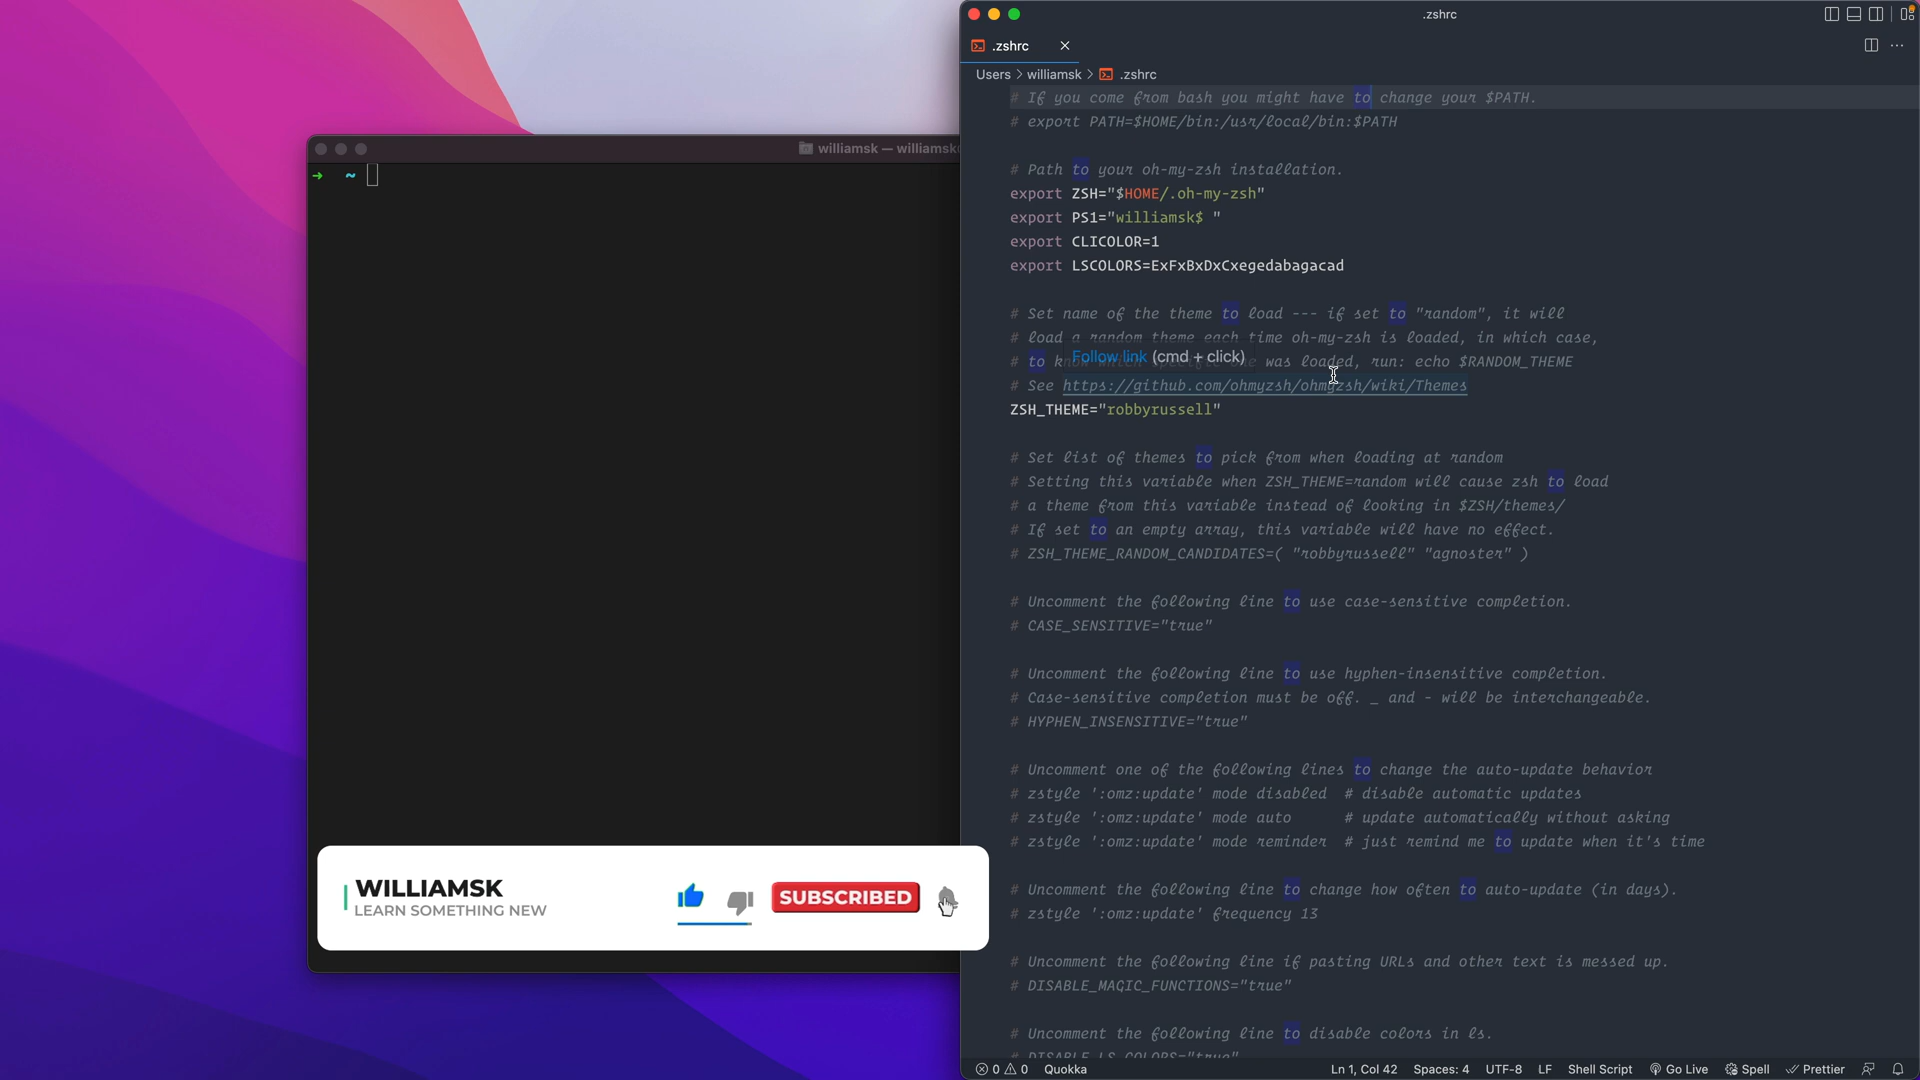 .zshrc
.zshrc
Users > williamsk > .zshrc
# If you come from bash you might have to change your $PATH.
# export PATH=$HOME/bin:/usr/local/bin:$PATH
# Path to your oh-my-zsh installation.
export ZSH="$HOME/.oh-my-zsh"
export PS1="williamsk$ "
export CLICOLOR=1
export LSCOLORS=ExFxBxDxCxegedabagacad
# Set name of the theme to load --- if set to "random", it will
# load a random theme each time oh-my-zsh is loaded, in which case,
Follow link (cmd + click)
# to know which specific one was loaded, run: echo $RANDOM_THEME
# See https://github.com/ohmyzsh/ohmyzsh/wiki/Themes
ZSH_THEME="robbyrussell"
# Set list of themes to pick from when loading at random
# Setting this variable when ZSH_THEME=random will cause zsh to load
# a theme from this variable instead of looking in $ZSH/themes/
# If set to an empty array, this variable will have no effect.
# ZSH_THEME_RANDOM_CANDIDATES=( "robbyrussell" "agnoster" )
# Uncomment the following line to use case-sensitive completion.
# CASE_SENSITIVE="true"
# Uncomment the following line to use hyphen-insensitive completion.
# Case-sensitive completion must be off. _ and - will be interchangeable.
# HYPHEN_INSENSITIVE="true"
# Uncomment one of the following lines to change the auto-update behavior
# zstyle ':omz:update' mode disabled # disable automatic updates
# zstyle ':omz:update' mode auto # update automatically without asking
# zstyle ':omz:update' mode reminder # just remind me to update when it's time
# Uncomment the following line to change how often to auto-update (in days).
# zstyle ':omz:update' frequency 13
# Uncomment the following line if pasting URLs and other text is messed up.
# DISABLE_MAGIC_FUNCTIONS="true"
# Uncomment the following line to disable colors in ls.
# DISABLE_LS_COLORS="true"
0 0 Quokka Ln 1, Col 42 Spaces: 4 UTF-8 LF Shell Script Go Live Spell Prettier
williamsk — williamsk
➜ ~
WILLIAMSK
LEARN SOMETHING NEW
SUBSCRIBED